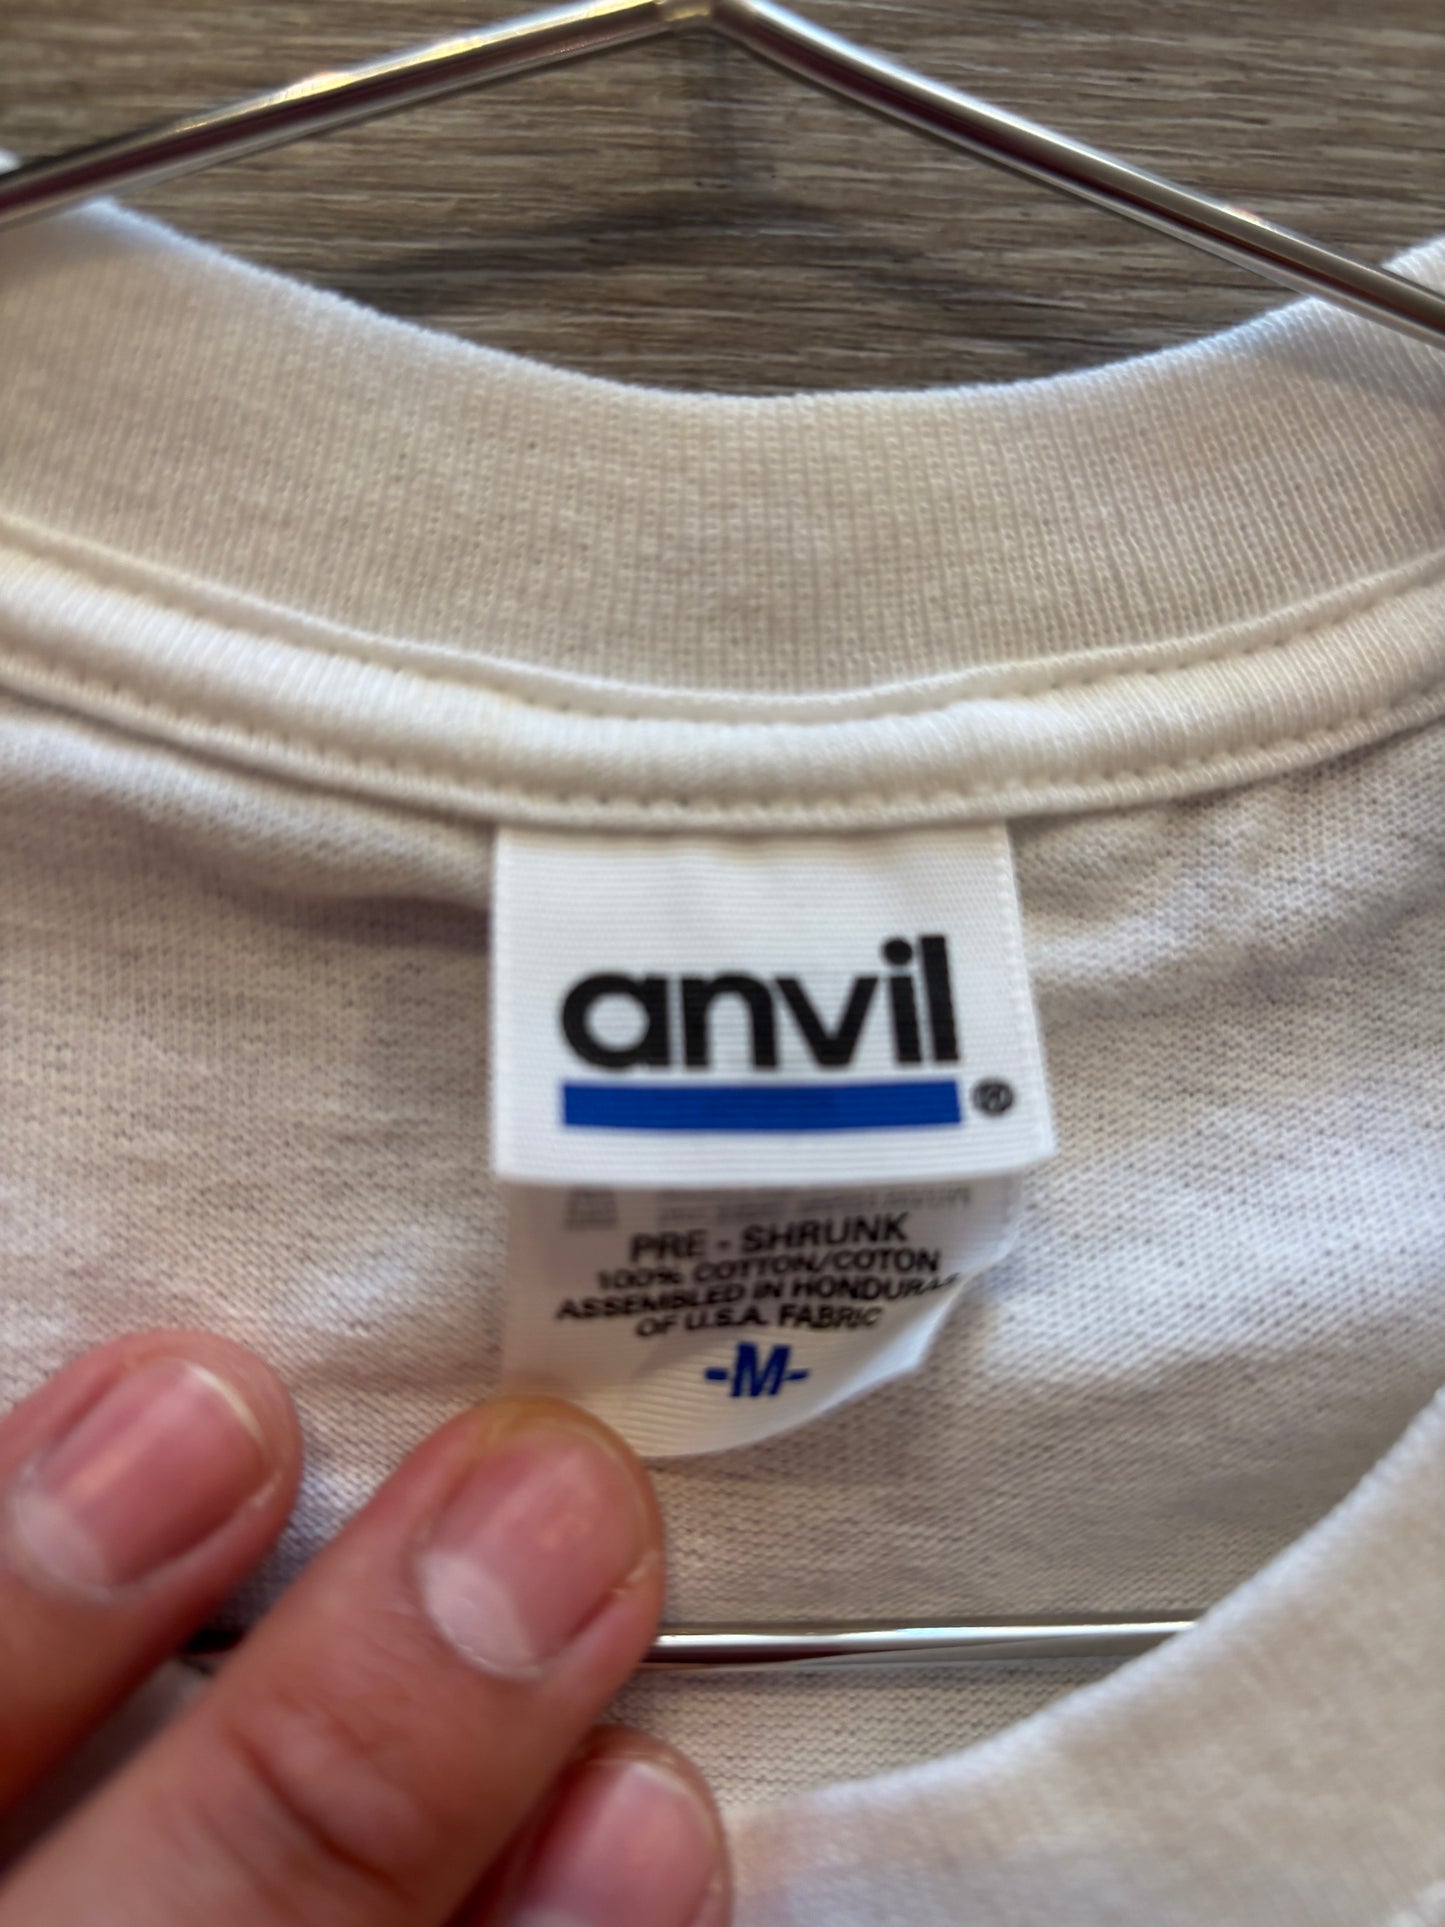 anvil
®
PRE - SHRUNK
100% COTTON/COTON
ASSEMBLED IN HONDURAS
OF U.S.A. FABRIC
-M-